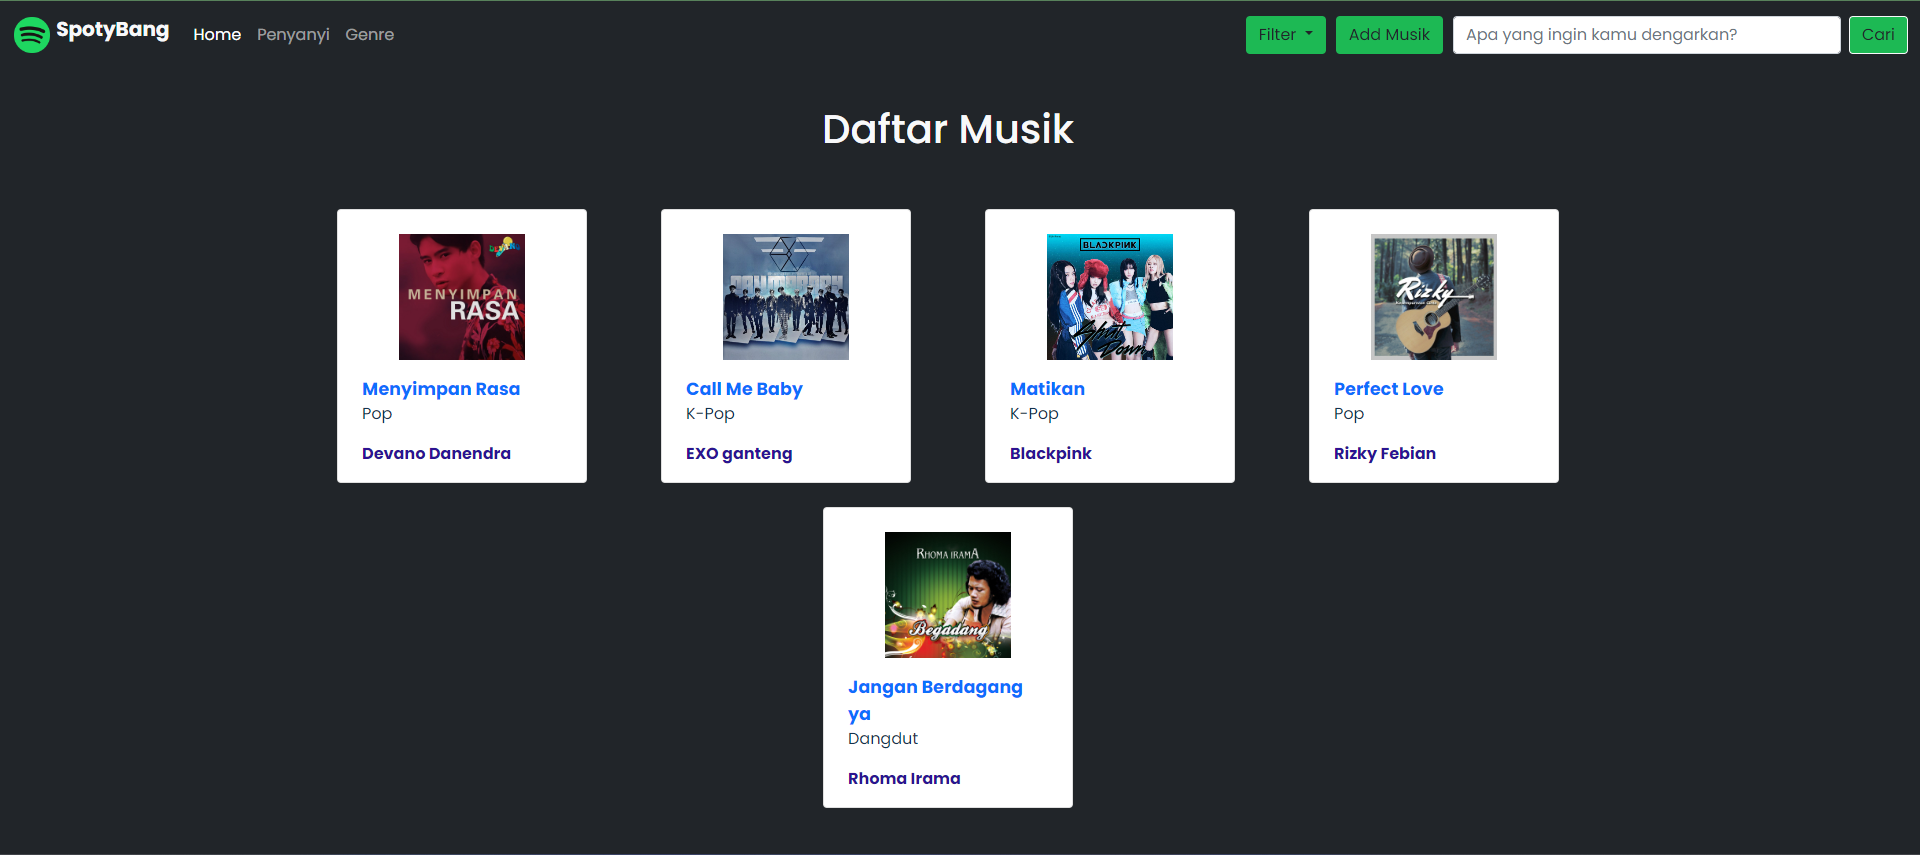 SpotyBang
Home Penyanyi Genre
Filter
Add Musik
Apa yang ingin kamu dengarkan?
Cari
Daftar Musik
MENYIMPAN
RASA
Menyimpan Rasa
Pop
Devano Danendra
Call Me Baby
K-Pop
EXO ganteng
BLACKPINK
Shut
Down
Matikan
K-Pop
Blackpink
Rizky
Perfect Love
Pop
Rizky Febian
RHOMA IRAMA
Begadang
Jangan Berdagang
ya
Dangdut
Rhoma Irama